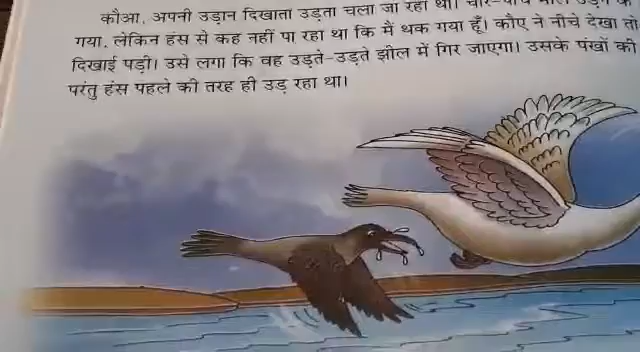 कौआ, अपनी उड़ान दिखाता उड़ता चला जा रहा था। चार-पाँच मील उड़ने के
गया, लेकिन हंस से कह नहीं पा रहा था कि मैं थक गया हूँ। कौए ने नीचे देखा तो
दिखाई पड़ी। उसे लगा कि वह उड़ते-उड़ते झील में गिर जाएगा। उसके पंखों की
परंतु हंस पहले की तरह ही उड़ रहा था।